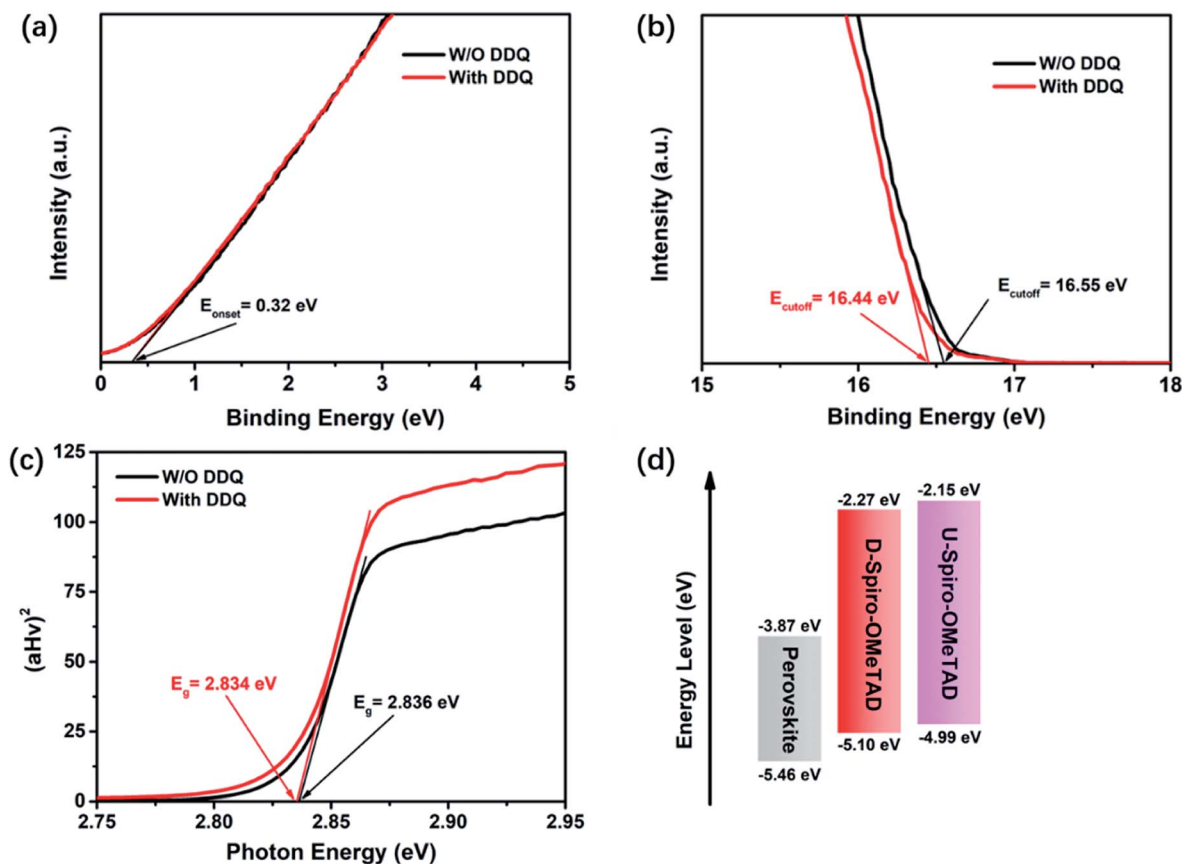 (a)
W/O DDQ
With DDQ
Intensity (a.u.)
E_onset= 0.32 eV
0 1 2 3 4 5
Binding Energy (eV)
(b)
W/O DDQ
With DDQ
Intensity (a.u.)
E_cutoff= 16.44 eV
E_cutoff= 16.55 eV
15 16 17 18
Binding Energy (eV)
(c)
W/O DDQ
With DDQ
(aHv)²
125
100
75
50
25
0
E_g= 2.834 eV
E_g= 2.836 eV
2.75 2.80 2.85 2.90 2.95
Photon Energy (eV)
(d)
Energy Level (eV)
-3.87 eV
Perovskite
-5.46 eV
-2.27 eV
D-Spiro-OMeTAD
-5.10 eV
-2.15 eV
U-Spiro-OMeTAD
-4.99 eV